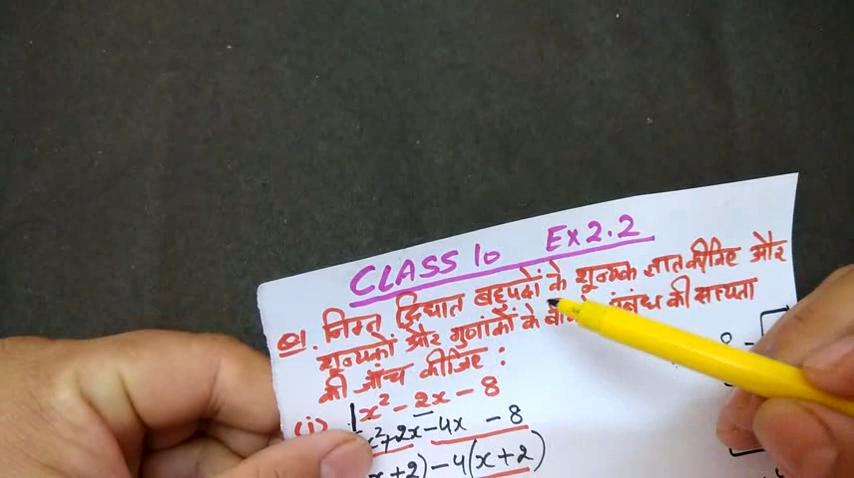 CLASS 10 Ex 2.2
Q1. निम्न द्विघात बहुपदों के शून्यक ज्ञात कीजिए और
शून्यकों और गुणांकों के संबंध की सत्यता
की जाँच कीजिए :
(i) x² - 2x - 8
x² + 2x - 4x - 8
x + 2) - 4(x + 2)